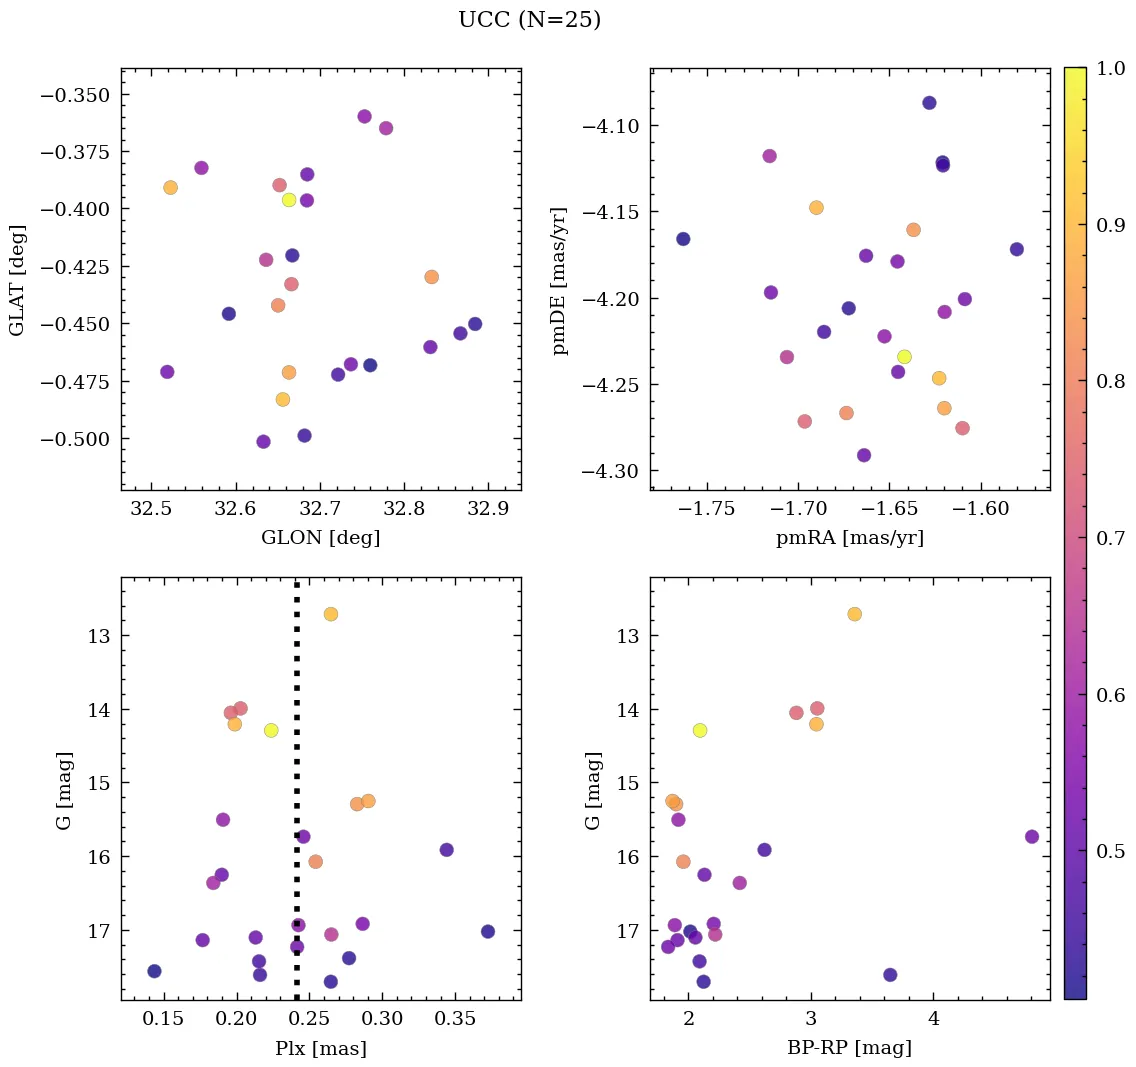 UCC (N=25)
−0.350
−0.375
−0.400
−0.425
−0.450
−0.475
−0.500
GLAT [deg]
32.5 32.6 32.7 32.8 32.9
GLON [deg]
−4.10
−4.15
−4.20
−4.25
−4.30
pmDE [mas/yr]
−1.75 −1.70 −1.65 −1.60
pmRA [mas/yr]
1.0
0.9
0.8
0.7
0.6
0.5
13
14
15
16
17
G [mag]
0.15 0.20 0.25 0.30 0.35
Plx [mas]
13
14
15
16
17
G [mag]
2 3 4
BP-RP [mag]